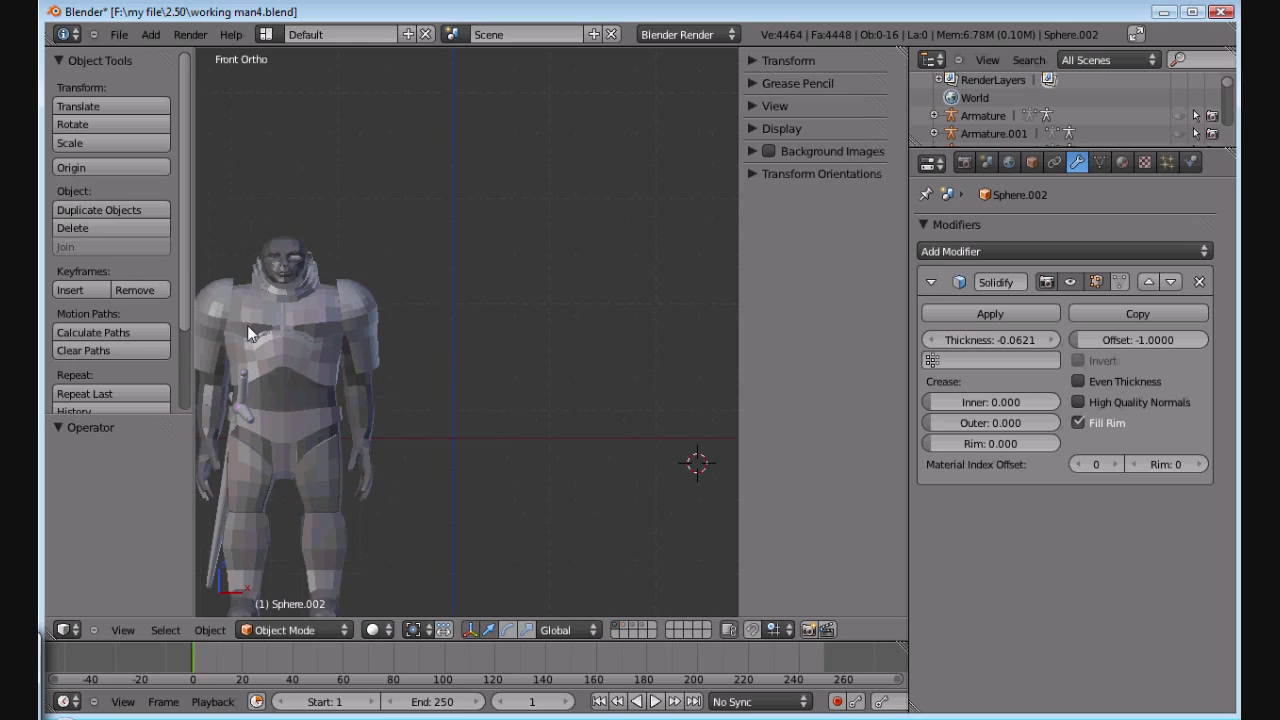 Blender* [F:\my file\2.50\working man4.blend]
File Add Render Help Default Scene Blender Render Ve:4464 | Fa:4448 | Ob:0-16 | La:0 | Mem:6.78M (0.10M) | Sphere.002
Object Tools
Transform:
Translate
Rotate
Scale
Origin
Object:
Duplicate Objects
Delete
Join
Keyframes:
Insert Remove
Motion Paths:
Calculate Paths
Clear Paths
Repeat:
Repeat Last
History
Operator
Front Ortho
x
(1) Sphere.002
Transform
Grease Pencil
View
Display
Background Images
Transform Orientations
View Search All Scenes
RenderLayers |
World
Armature |
Armature.001 |
Sphere.002
Modifiers
Add Modifier
Solidify
Apply Copy
Thickness: -0.0621 Offset: -1.0000
Invert
Crease: Even Thickness
Inner: 0.000 High Quality Normals
Outer: 0.000 Fill Rim
Rim: 0.000
Material Index Offset: 0 Rim: 0
View Select Object Object Mode Global
-40 -20 0 20 40 60 80 100 120 140 160 180 200 220 240 260
View Frame Playback Start: 1 End: 250 1 No Sync